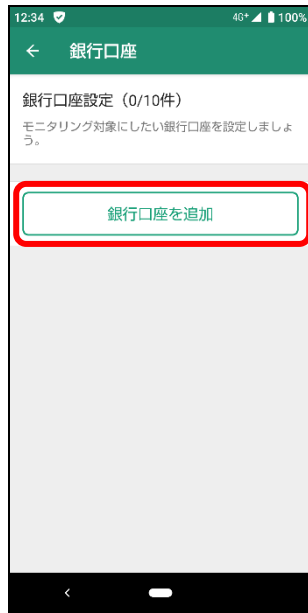 12:34 4G+ 100%
← 銀行口座
銀行口座設定（0/10件）
モニタリング対象にしたい銀行口座を設定しましょ
う。
銀行口座を追加